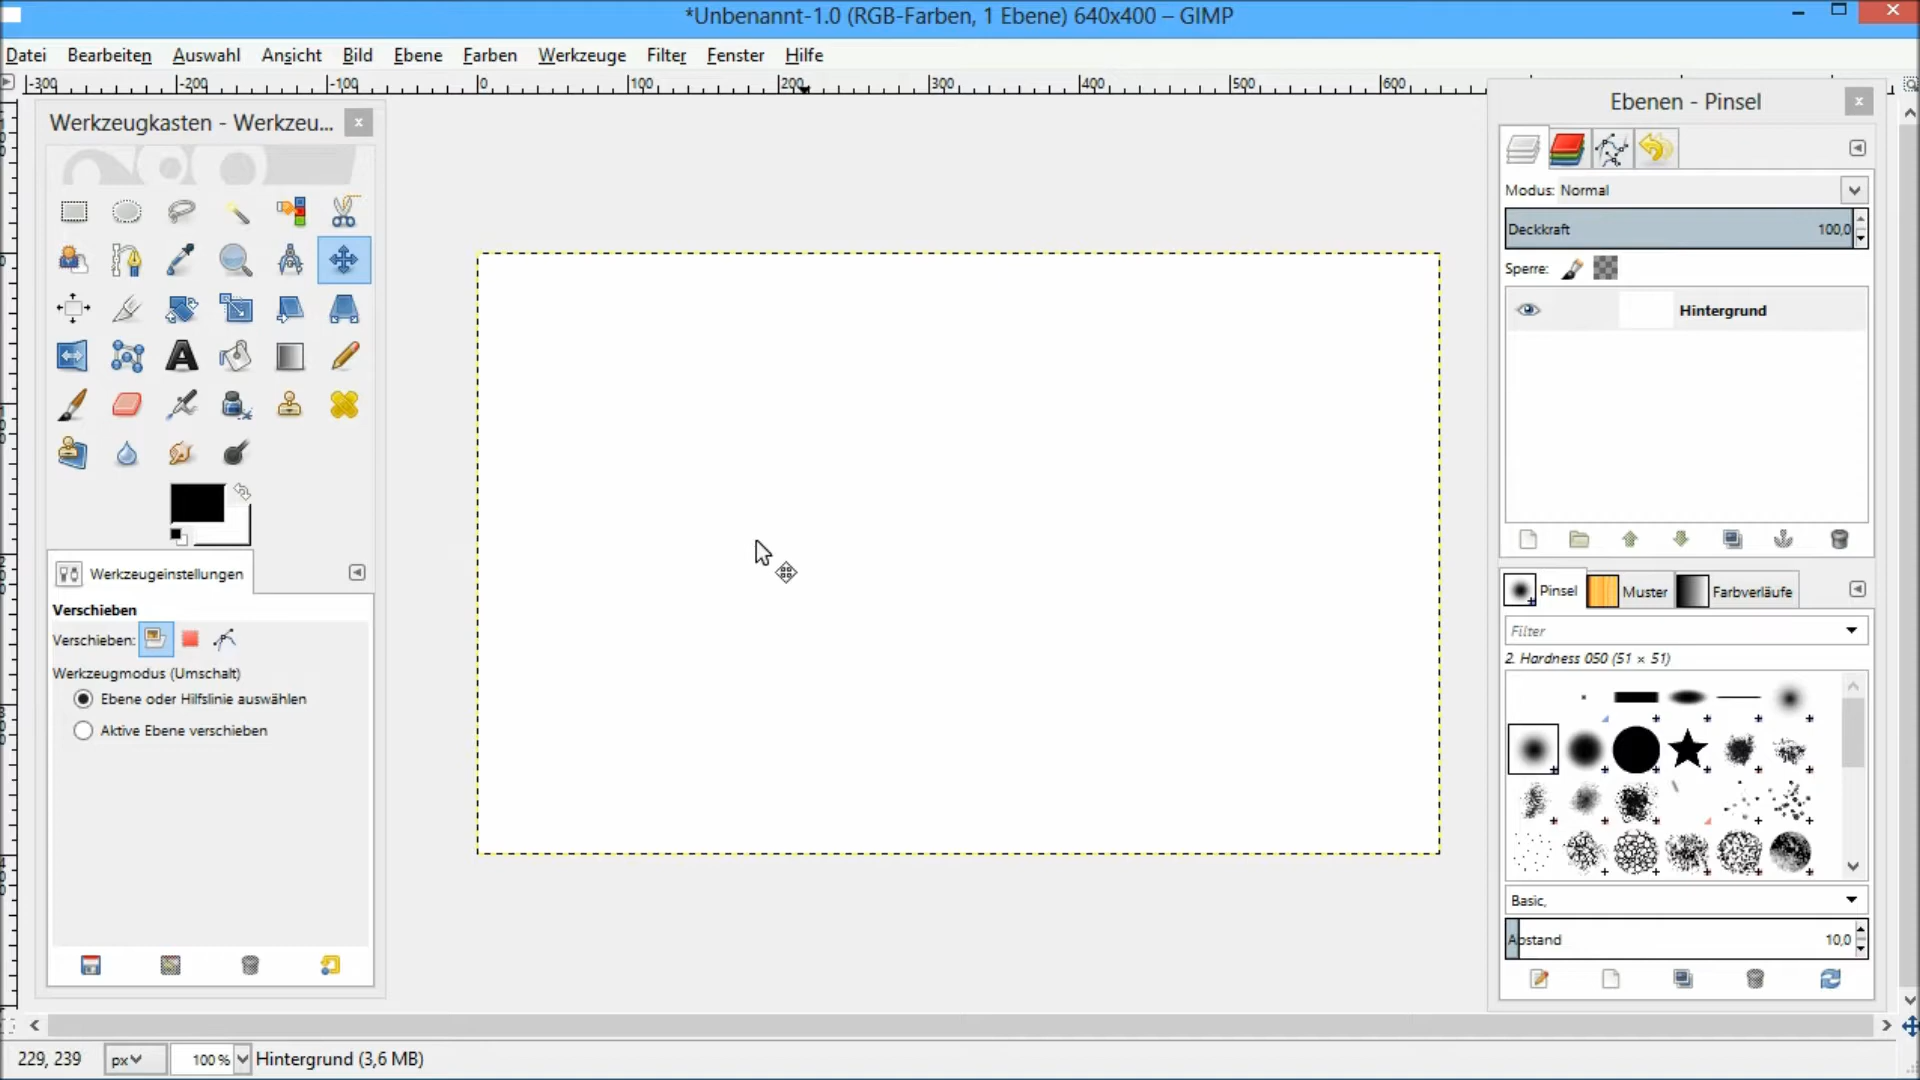 *Unbenannt-1.0 (RGB-Farben, 1 Ebene) 640x400 – GIMP
Datei Bearbeiten Auswahl Ansicht Bild Ebene Farben Werkzeuge Filter Fenster Hilfe
-300 -200 -100 0 100 200 300 400 500 600
Werkzeugkasten - Werkzeu...
Werkzeugeinstellungen
Verschieben
Verschieben:
Werkzeugmodus (Umschalt)
Ebene oder Hilfslinie auswählen
Aktive Ebene verschieben
Ebenen - Pinsel
Modus: Normal
Deckkraft 100,0
Sperre:
Hintergrund
Pinsel Muster Farbverläufe
Filter
2. Hardness 050 (51 × 51)
Basic,
Abstand 10,0
229, 239 px 100 % Hintergrund (3,6 MB)